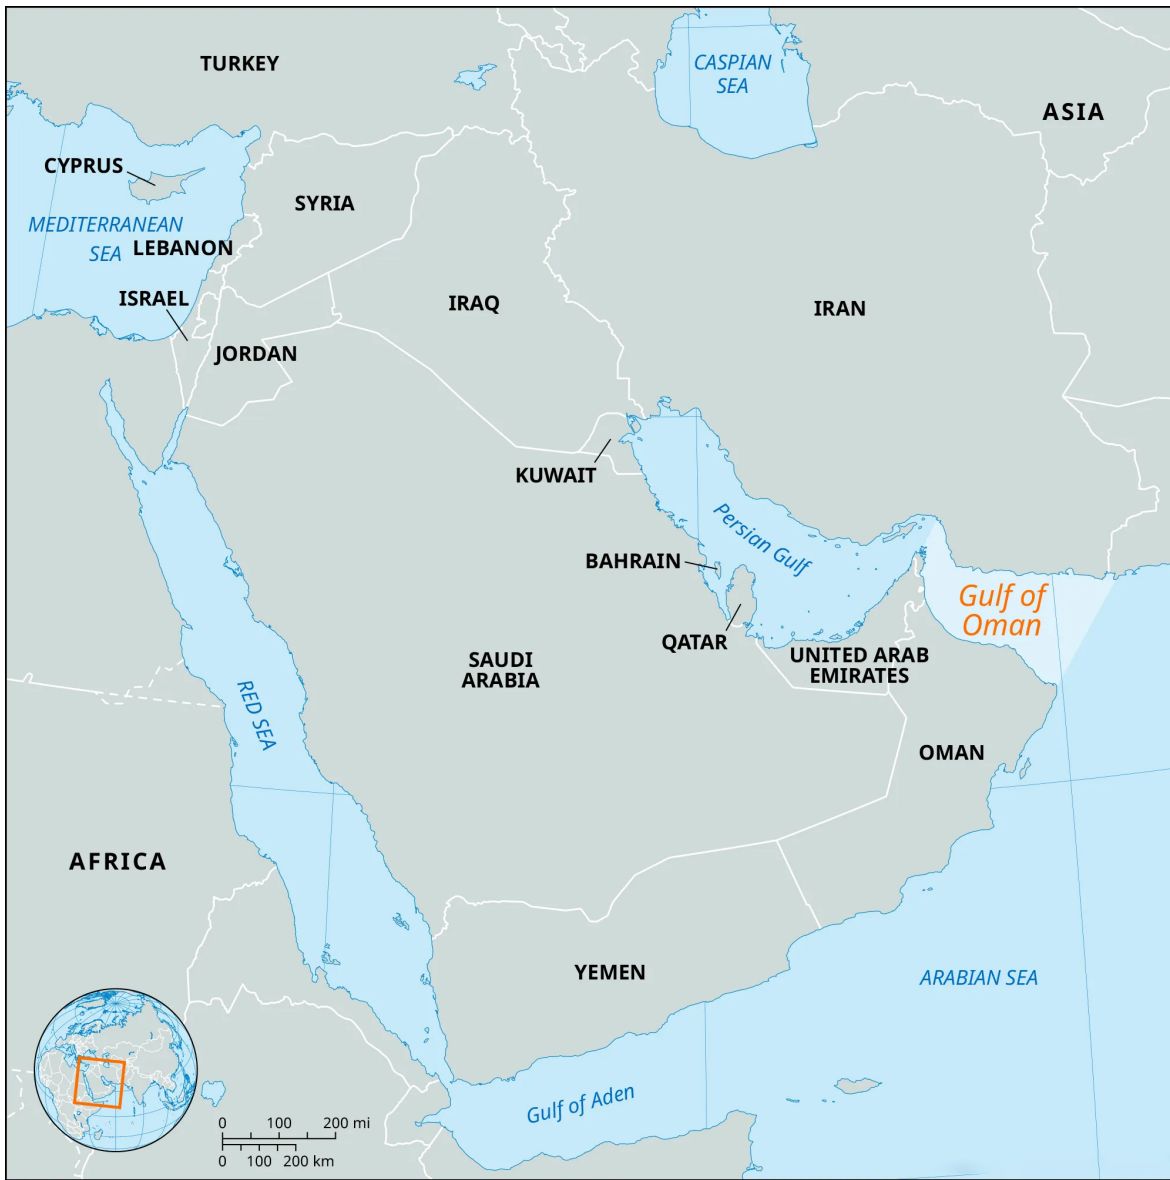 TURKEY
CASPIAN
SEA
ASIA
CYPRUS
SYRIA
MEDITERRANEAN
SEA
LEBANON
ISRAEL
IRAQ
IRAN
JORDAN
KUWAIT
Persian Gulf
BAHRAIN
Gulf of
Oman
QATAR
UNITED ARAB
EMIRATES
SAUDI
ARABIA
RED SEA
OMAN
AFRICA
YEMEN
ARABIAN SEA
Gulf of Aden
0 100 200 mi
0 100 200 km